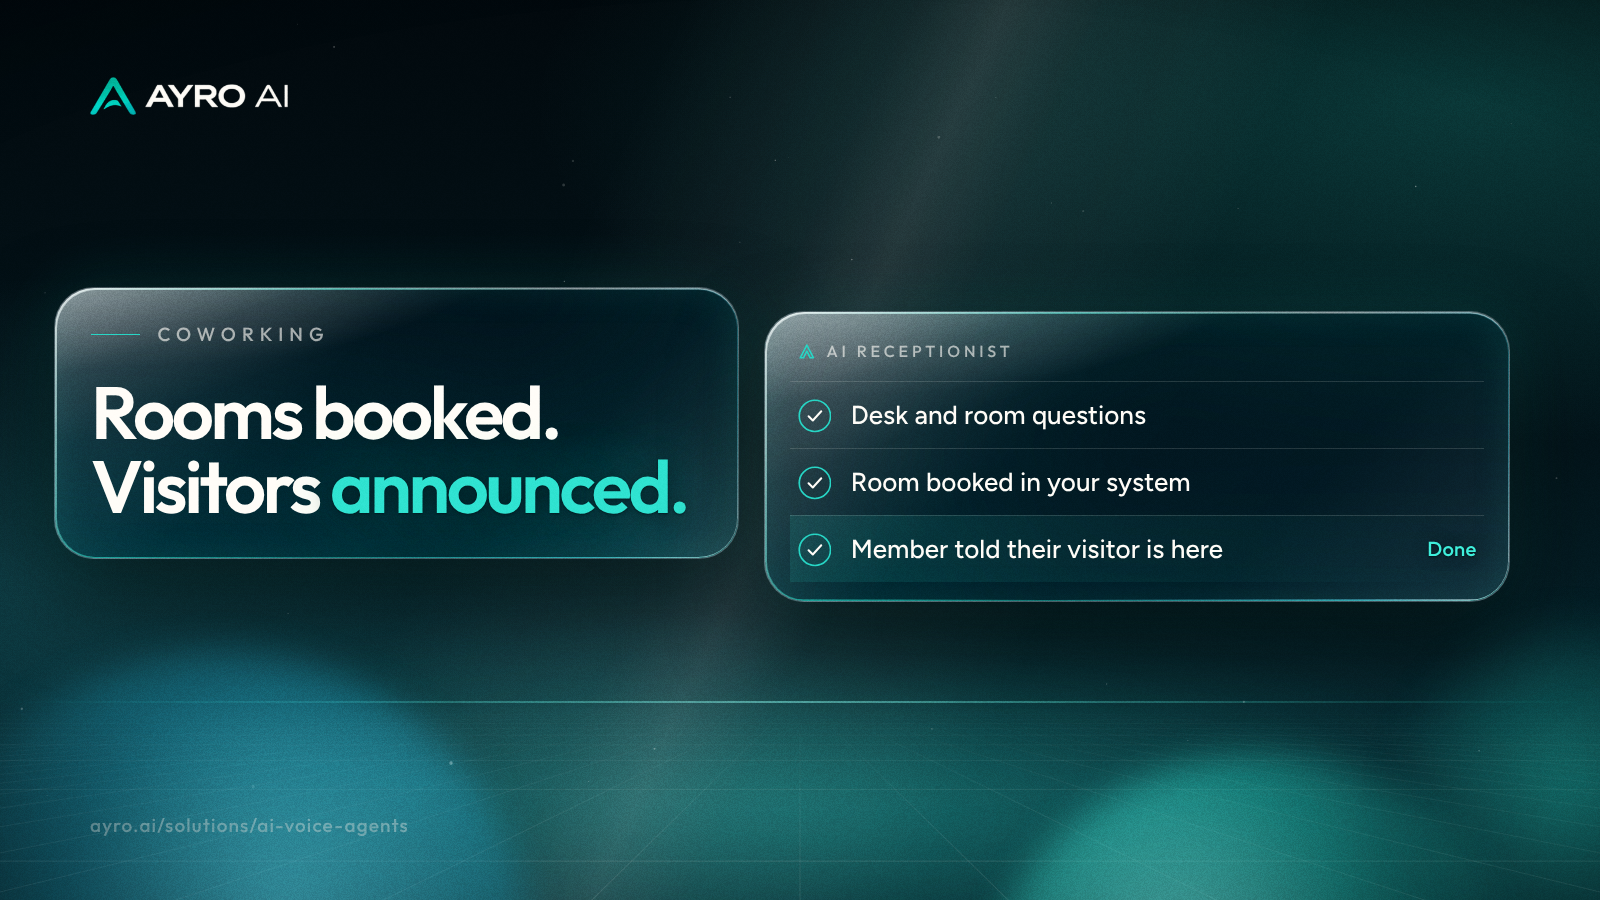 AYRO AI
COWORKING
Rooms booked.
Visitors announced.
AI RECEPTIONIST
Desk and room questions
Room booked in your system
Member told their visitor is here
Done
ayro.ai/solutions/ai-voice-agents